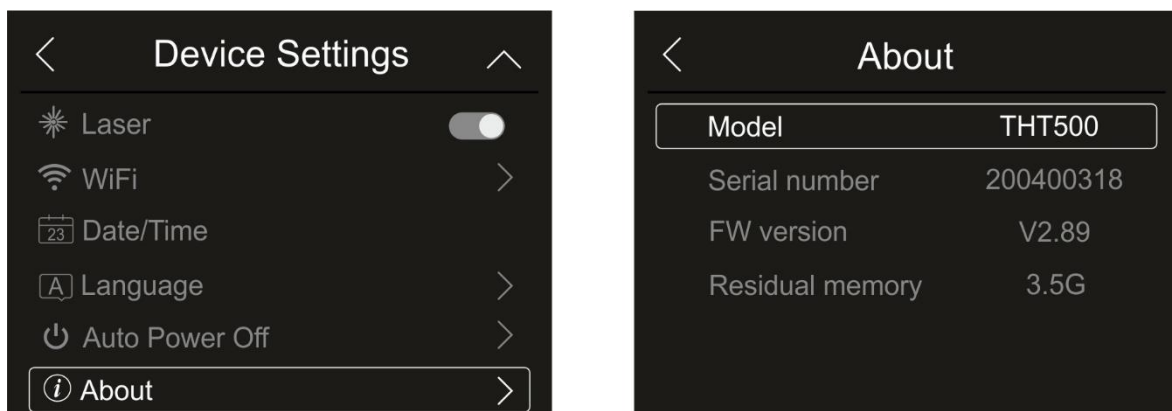 Device Settings
Laser
WiFi
23 Date/Time
A Language
Auto Power Off
i About
About
Model THT500
Serial number 200400318
FW version V2.89
Residual memory 3.5G